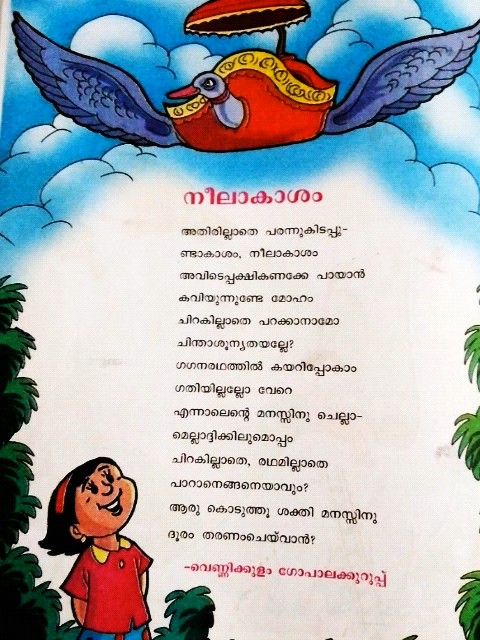 നീലാകാശം
അതിരില്ലാതെ പരന്നുകിടപ്പൂ-
ണ്ടാകാശം, നീലാകാശം
അവിടെപ്പക്ഷികണക്കേ പായാൻ
കവിയുന്നുണ്ടേ മോഹം
ചിറകില്ലാതെ പറക്കാനാമോ
ചിന്താശൂന്യതയല്ലേ?
ഗഗനരഥത്തിൽ കയറിപ്പോകാം
ഗതിയില്ലല്ലോ വേറെ
എന്നാലെന്റെ മനസ്സിനു ചെല്ലാ-
മെല്ലാദ്ദിക്കിലുമൊപ്പം
ചിറകില്ലാതെ, രഥമില്ലാതെ
പാറാനെങ്ങനെയാവും?
ആരു കൊടുത്തൂ ശക്തി മനസ്സിനു
ദൂരം തരണംചെയ്‌വാൻ?
-വെണ്ണിക്കുളം ഗോപാലക്കുറുപ്പ്